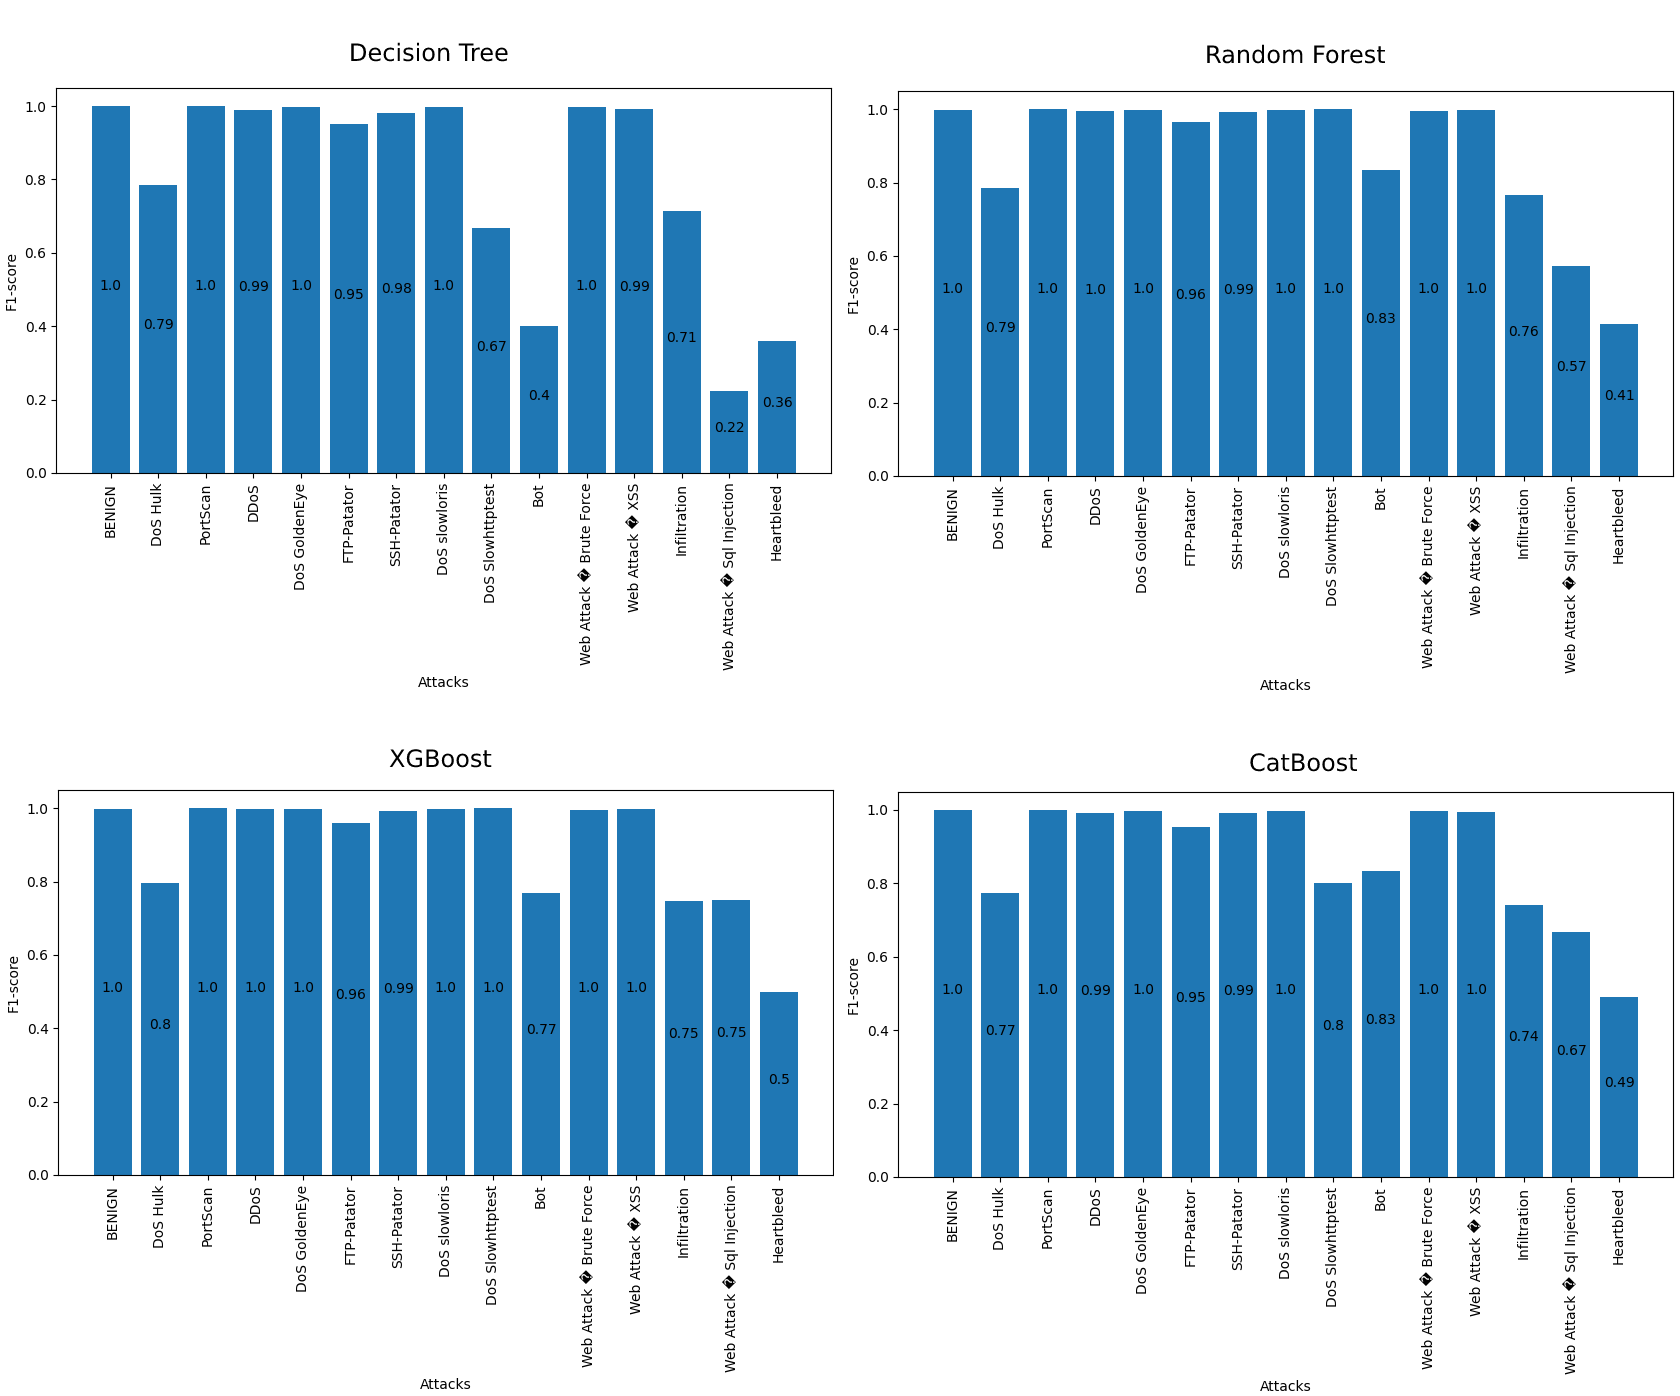 Decision Tree
F1-score
1.0
0.8
0.6
0.4
0.2
0.0
1.0
0.79
1.0
0.99
1.0
0.95
0.98
1.0
0.67
0.4
1.0
0.99
0.71
0.22
0.36
BENIGN
DoS Hulk
PortScan
DDoS
DoS GoldenEye
FTP-Patator
SSH-Patator
DoS slowloris
DoS Slowhttptest
Bot
Web Attack � Brute Force
Web Attack � XSS
Infiltration
Web Attack � Sql Injection
Heartbleed
Attacks
Random Forest
F1-score
1.0
0.8
0.6
0.4
0.2
0.0
1.0
0.79
1.0
1.0
1.0
0.96
0.99
1.0
1.0
0.83
1.0
1.0
0.76
0.57
0.41
BENIGN
DoS Hulk
PortScan
DDoS
DoS GoldenEye
FTP-Patator
SSH-Patator
DoS slowloris
DoS Slowhttptest
Bot
Web Attack � Brute Force
Web Attack � XSS
Infiltration
Web Attack � Sql Injection
Heartbleed
Attacks
XGBoost
F1-score
1.0
0.8
0.6
0.4
0.2
0.0
1.0
0.8
1.0
1.0
1.0
0.96
0.99
1.0
1.0
0.77
1.0
1.0
0.75
0.75
0.5
BENIGN
DoS Hulk
PortScan
DDoS
DoS GoldenEye
FTP-Patator
SSH-Patator
DoS slowloris
DoS Slowhttptest
Bot
Web Attack � Brute Force
Web Attack � XSS
Infiltration
Web Attack � Sql Injection
Heartbleed
Attacks
CatBoost
F1-score
1.0
0.8
0.6
0.4
0.2
0.0
1.0
0.77
1.0
0.99
1.0
0.95
0.99
1.0
0.8
0.83
1.0
1.0
0.74
0.67
0.49
BENIGN
DoS Hulk
PortScan
DDoS
DoS GoldenEye
FTP-Patator
SSH-Patator
DoS slowloris
DoS Slowhttptest
Bot
Web Attack � Brute Force
Web Attack � XSS
Infiltration
Web Attack � Sql Injection
Heartbleed
Attacks